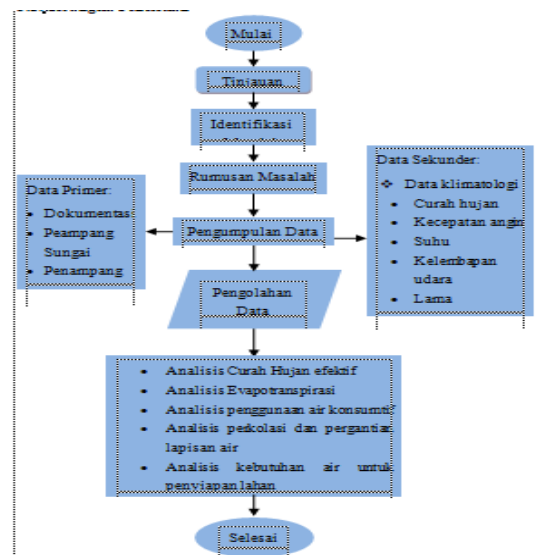 Mulai
Tinjauan
Identifikasi
Rumusan Masalah
Data Primer:
• Dokumentas
• Peampang
Sungai
• Penampang
Pengumpulan Data
Data Sekunder:
❖ Data klimatologi
• Curah hujan
• Kecepatan angin
• Suhu
• Kelembapan
udara
• Lama
Pengolahan
Data
• Analisis Curah Hujan efektif
• Analisis Evapotranspirasi
• Analisis penggunaan air
• Analisis perkolasi dan pergantian
lapisan air
• Analisis kebutuhan air untuk
penyiapan lahan
Selesai